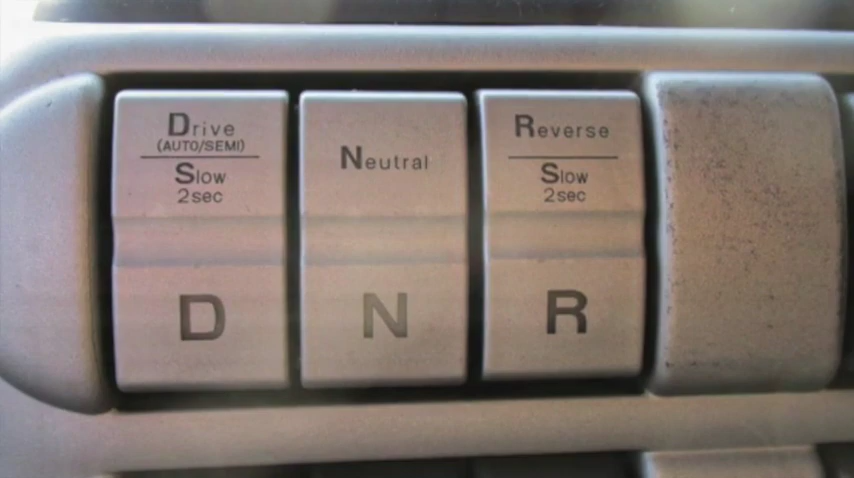 Drive
(AUTO/SEMI)
Slow
2sec
D
Neutral
N
Reverse
Slow
2sec
R